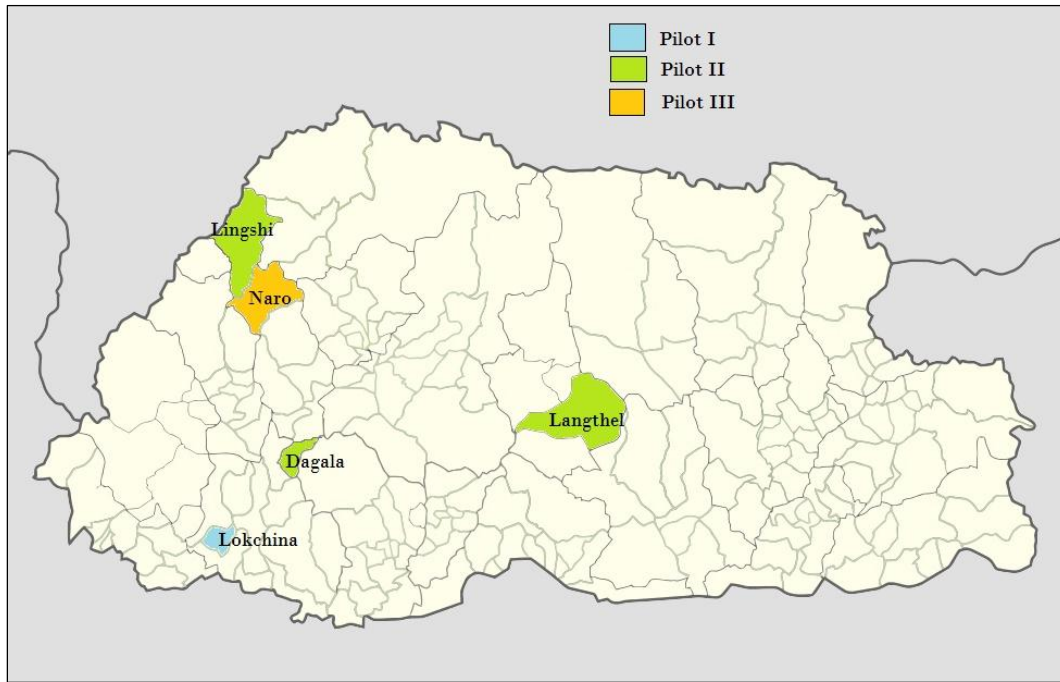 Pilot I
Pilot II
Pilot III
Lingshi
Naro
Langthel
Dagala
Lokchina